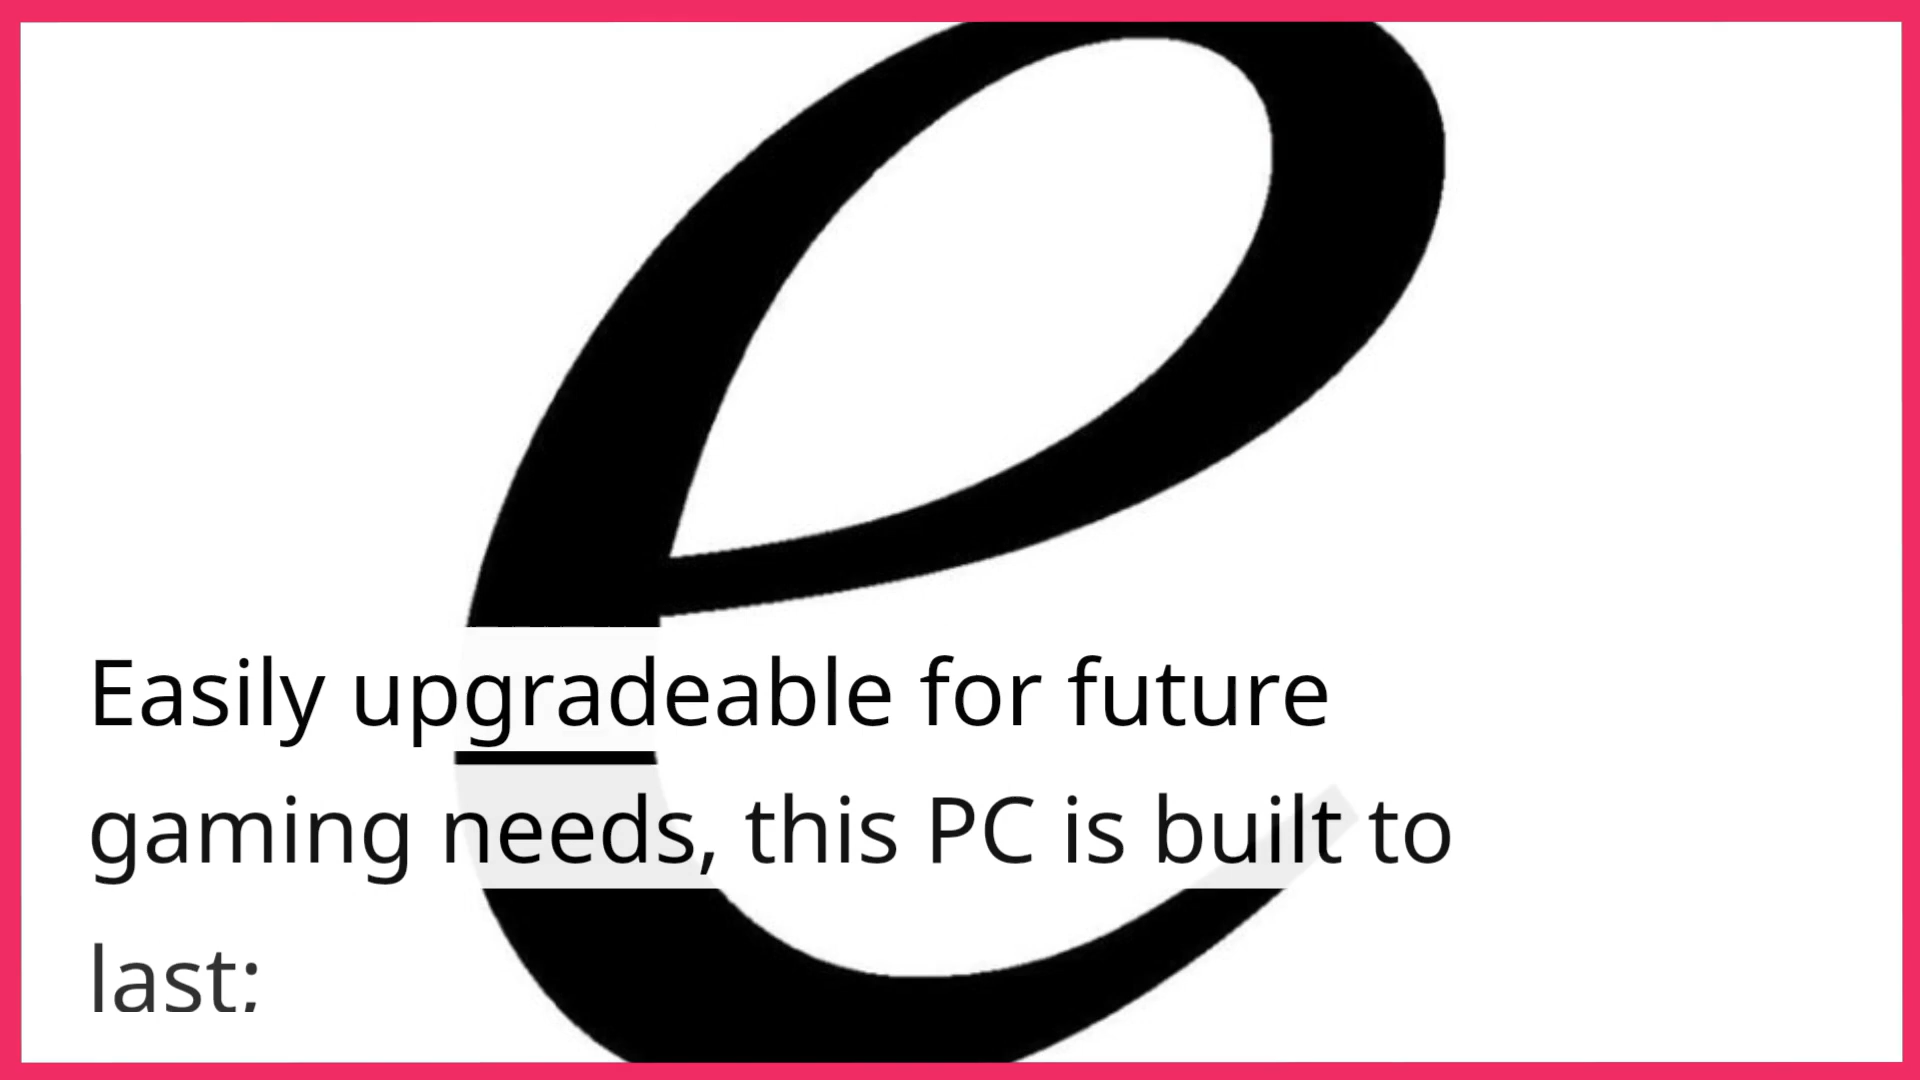 e
Easily upgradeable for future
gaming needs, this PC is built to
last;